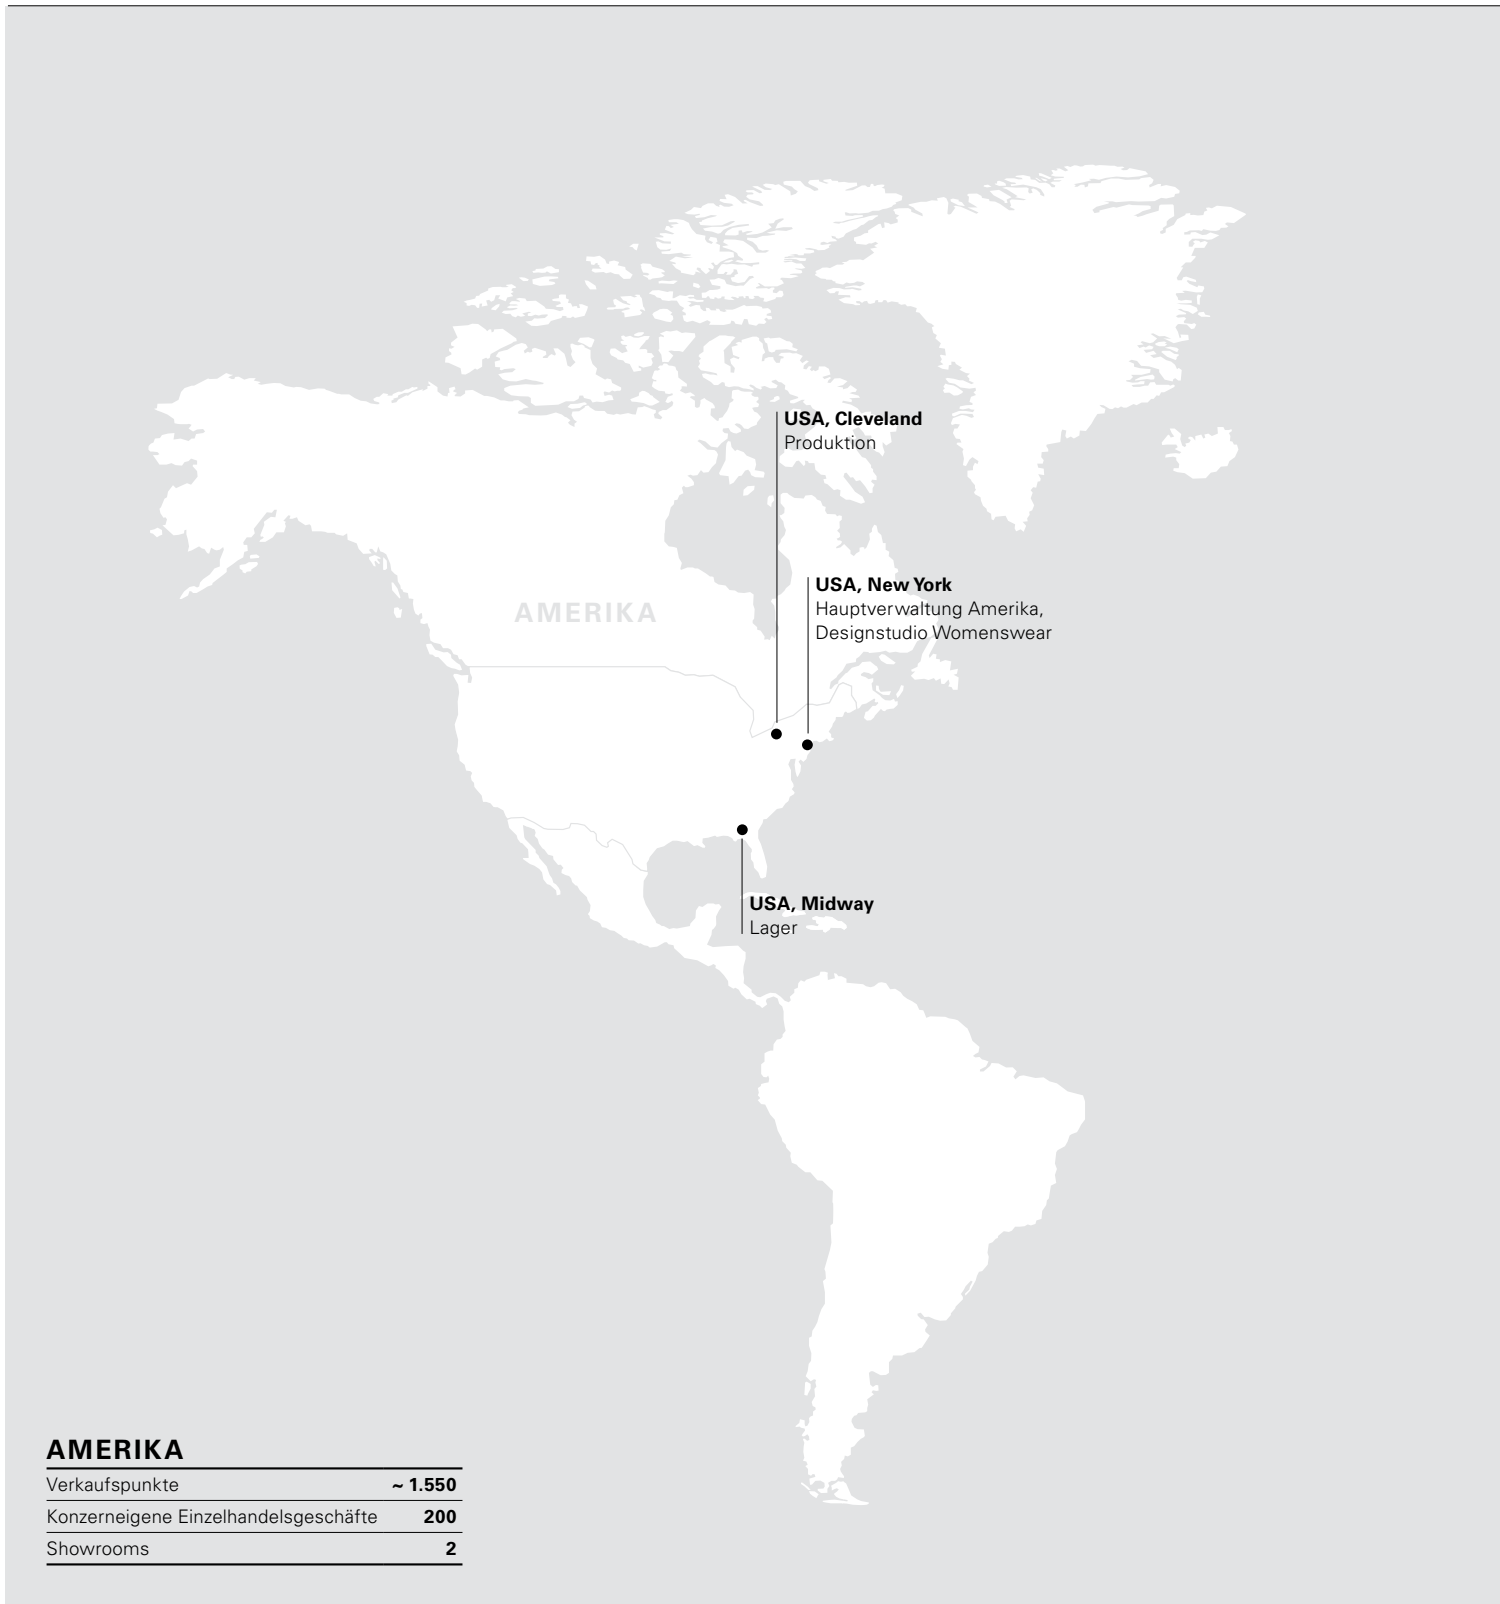 USA, Cleveland
Produktion
USA, New York
Hauptverwaltung Amerika,
Designstudio Womenswear
AMERIKA
USA, Midway
Lager
AMERIKA
Verkaufspunkte ~ 1.550
Konzerneigene Einzelhandelsgeschäfte 200
Showrooms 2